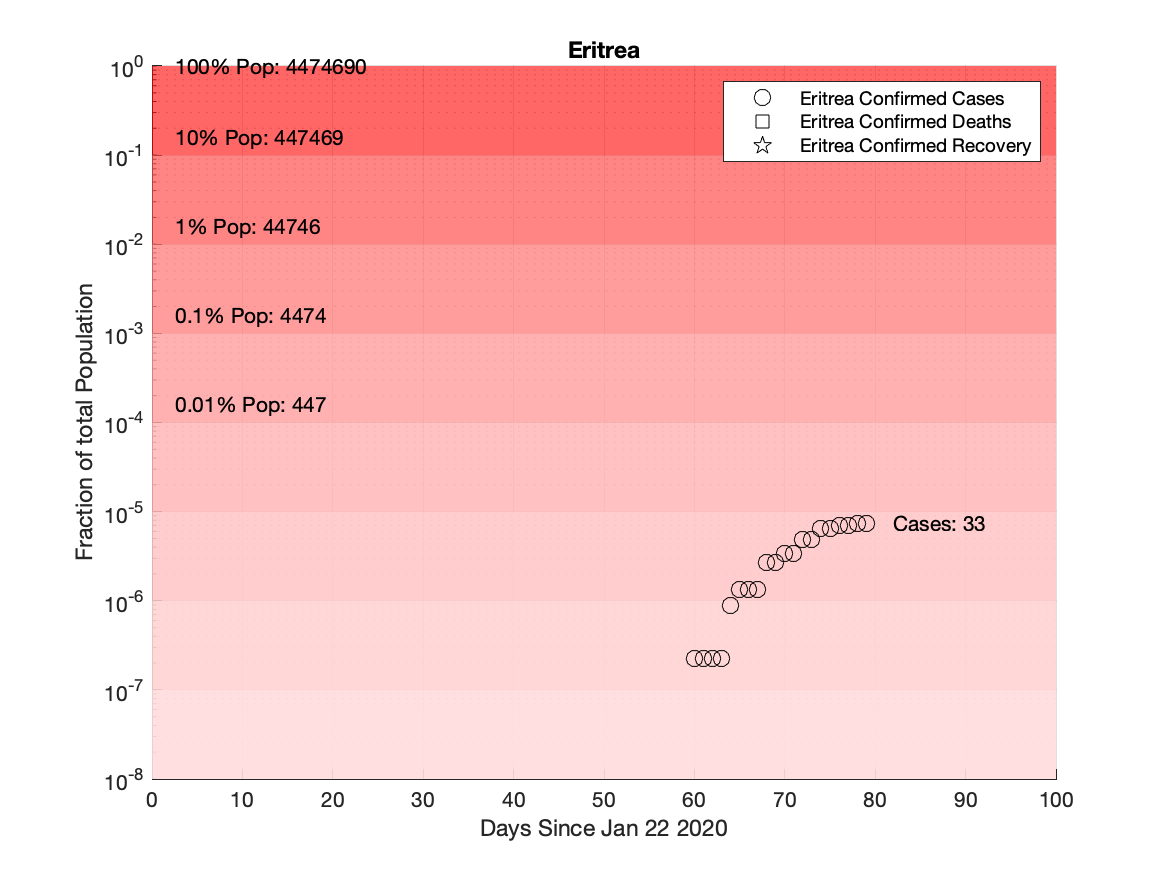 Eritrea
10^0
100% Pop: 4474690
Eritrea Confirmed Cases
Eritrea Confirmed Deaths
Eritrea Confirmed Recovery
10% Pop: 447469
10^-1
1% Pop: 44746
10^-2
0.1% Pop: 4474
10^-3
0.01% Pop: 447
10^-4
10^-5
Cases: 33
10^-6
10^-7
10^-8
Fraction of total Population
0 10 20 30 40 50 60 70 80 90 100
Days Since Jan 22 2020